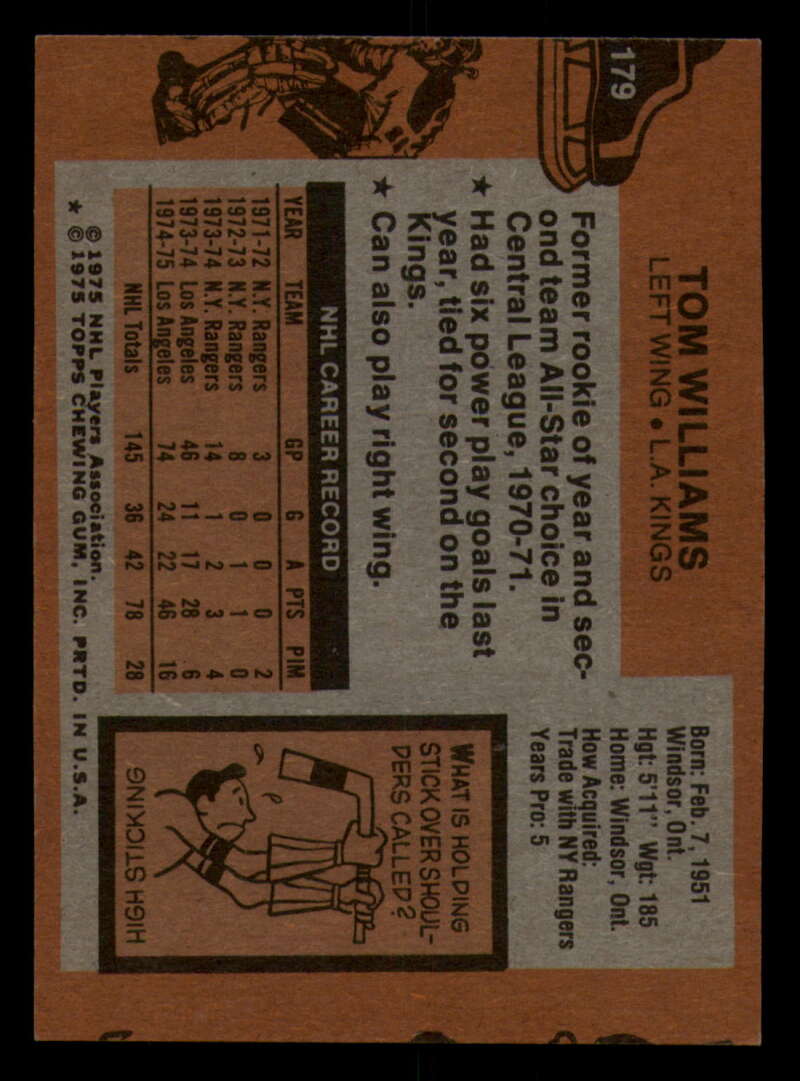 179
TOM WILLIAMS
LEFT WING • L.A. KINGS
Former rookie of year and sec-
ond team All-Star choice in
Central League, 1970-71.
★ Had six power play goals last
year, tied for second on the
Kings.
★ Can also play right wing.
Born: Feb. 7, 1951
Windsor, Ont.
Hgt: 5'11" Wgt: 185
Home: Windsor, Ont.
How Acquired:
Trade with NY Rangers
Years Pro: 5
NHL CAREER RECORD
YEAR TEAM GP G A PTS PIM
1971-72 N.Y. Rangers 3 0 0 0 2
1972-73 N.Y. Rangers 8 0 1 1 0
1973-74 N.Y. Rangers 14 1 2 3 4
1973-74 Los Angeles 46 11 17 28 6
1974-75 Los Angeles 74 24 22 46 16
NHL Totals 145 36 42 78 28
WHAT IS HOLDING
STICK OVER SHOUL-
DERS CALLED?
HIGH STICKING
© 1975 NHL Players Association.
★ © 1975 TOPPS CHEWING GUM, INC. PRTD. IN U.S.A.